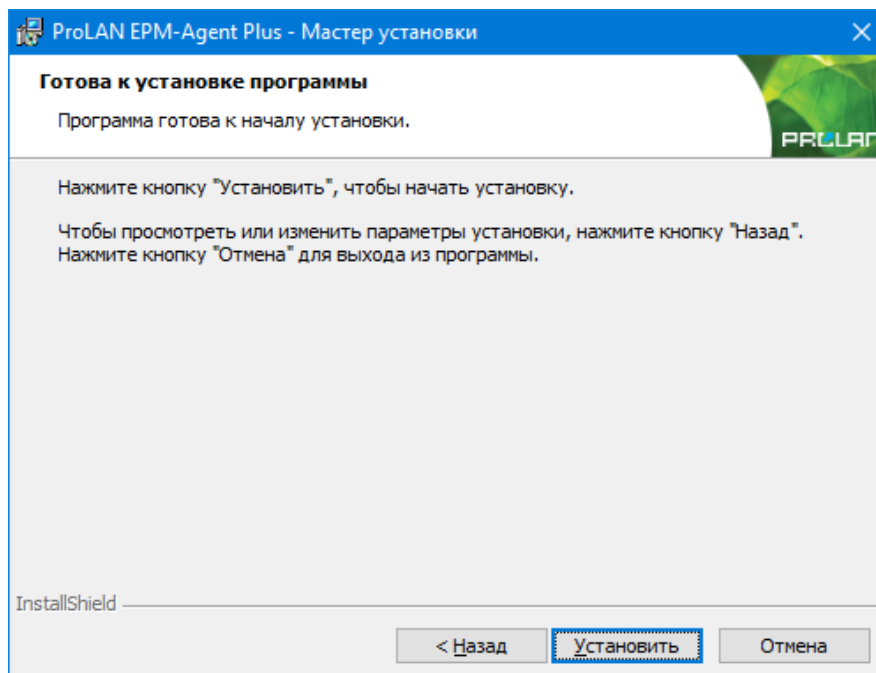 ProLAN EPM-Agent Plus - Мастер установки
Готова к установке программы
Программа готова к началу установки.
PROLAN
Нажмите кнопку "Установить", чтобы начать установку.
Чтобы просмотреть или изменить параметры установки, нажмите кнопку "Назад".
Нажмите кнопку "Отмена" для выхода из программы.
InstallShield
< Назад
Установить
Отмена